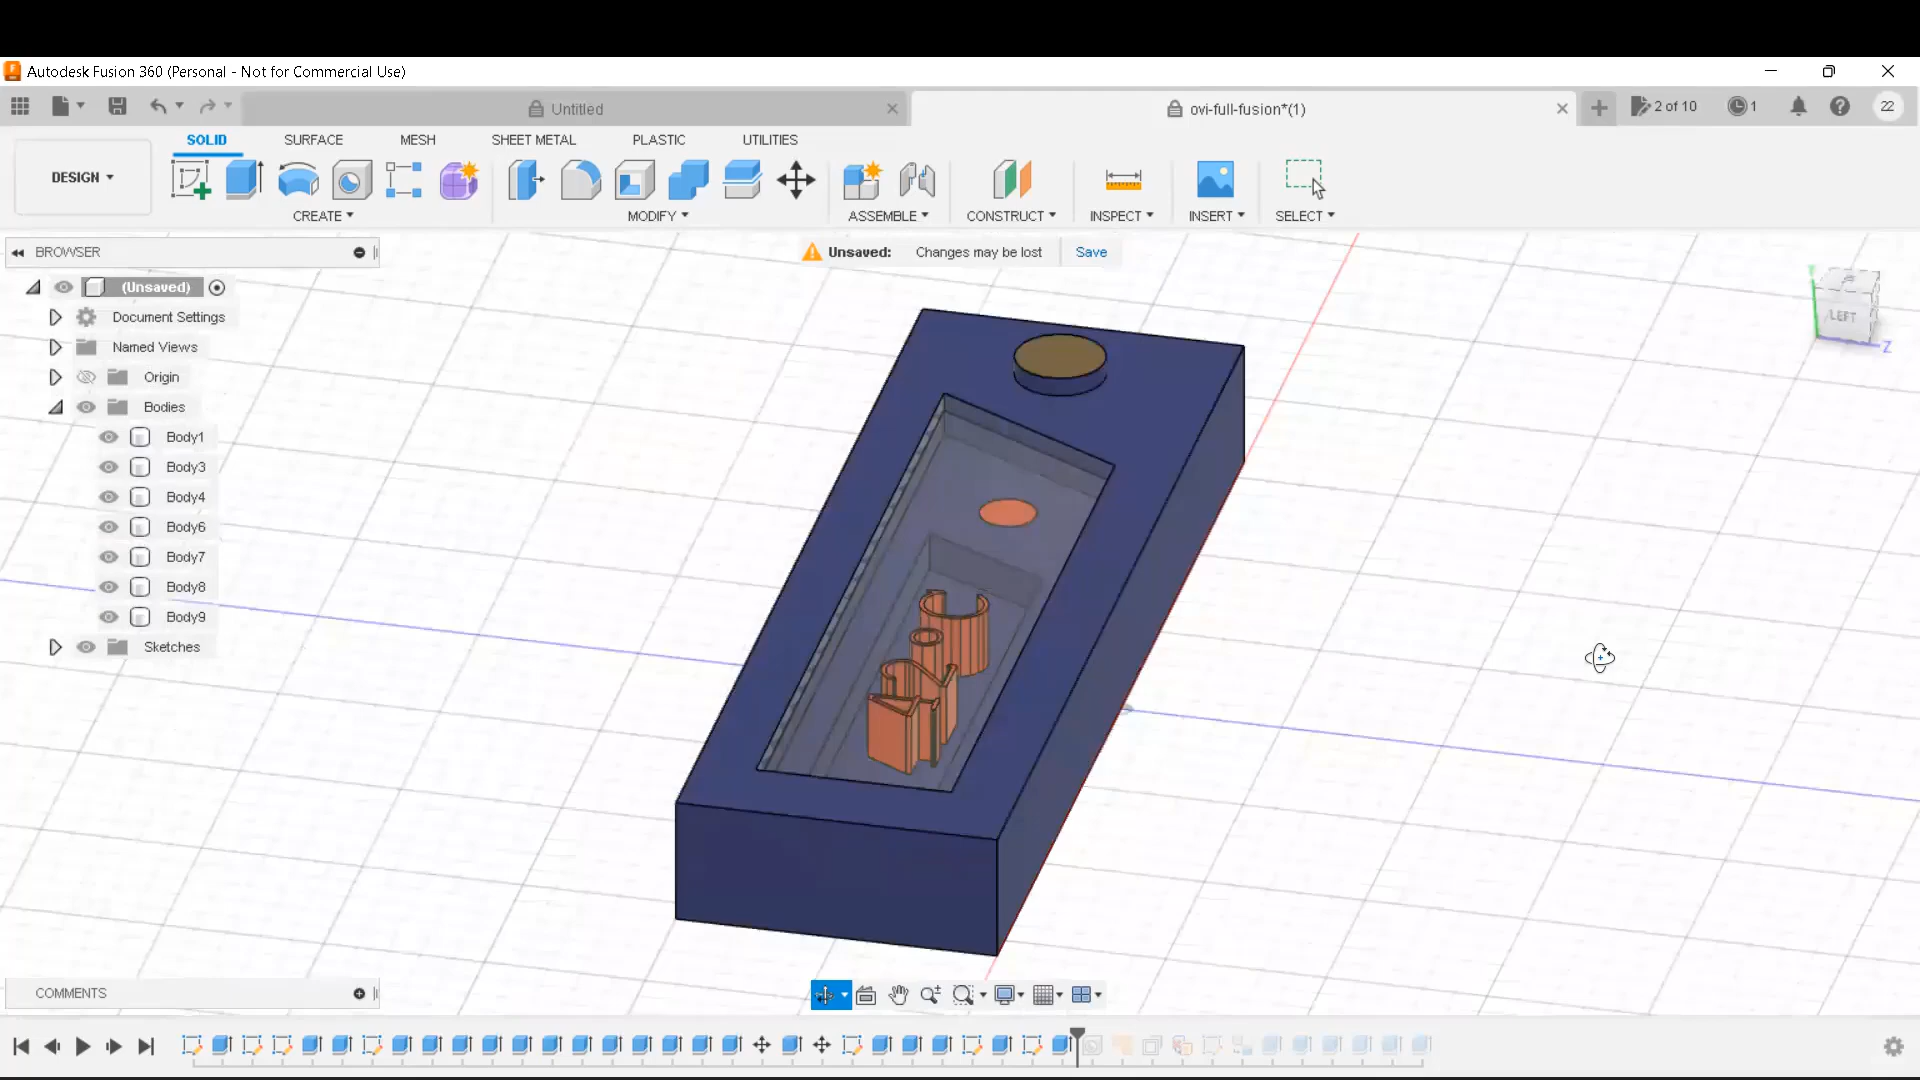 Autodesk Fusion 360 (Personal - Not for Commercial Use)
Untitled
ovi-full-fusion*(1)
2 of 10
1
22
DESIGN
SOLID
SURFACE
MESH
SHEET METAL
PLASTIC
UTILITIES
CREATE
MODIFY
ASSEMBLE
CONSTRUCT
INSPECT
INSERT
SELECT
BROWSER
Unsaved: Changes may be lost Save
(Unsaved)
Document Settings
Named Views
Origin
Bodies
Body1
Body3
Body4
Body6
Body7
Body8
Body9
Sketches
LEFT
Z
COMMENTS